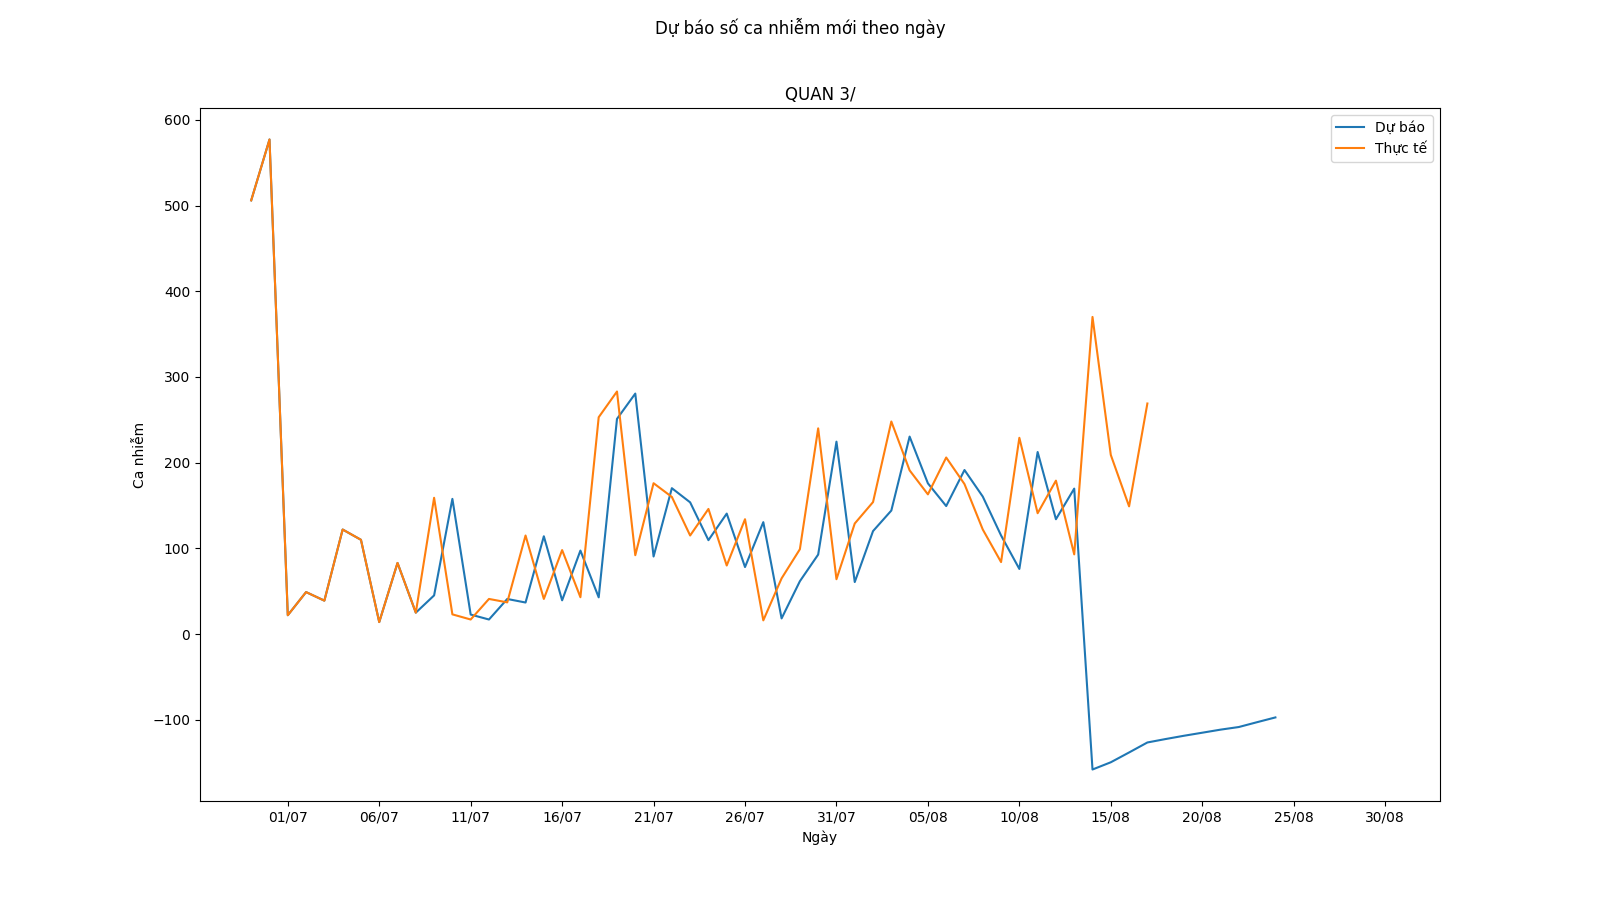 Dự báo số ca nhiễm mới theo ngày
QUAN 3/
Dự báo
Thực tế
600
500
400
300
200
100
0
−100
Ca nhiễm
01/07 06/07 11/07 16/07 21/07 26/07 31/07 05/08 10/08 15/08 20/08 25/08 30/08
Ngày